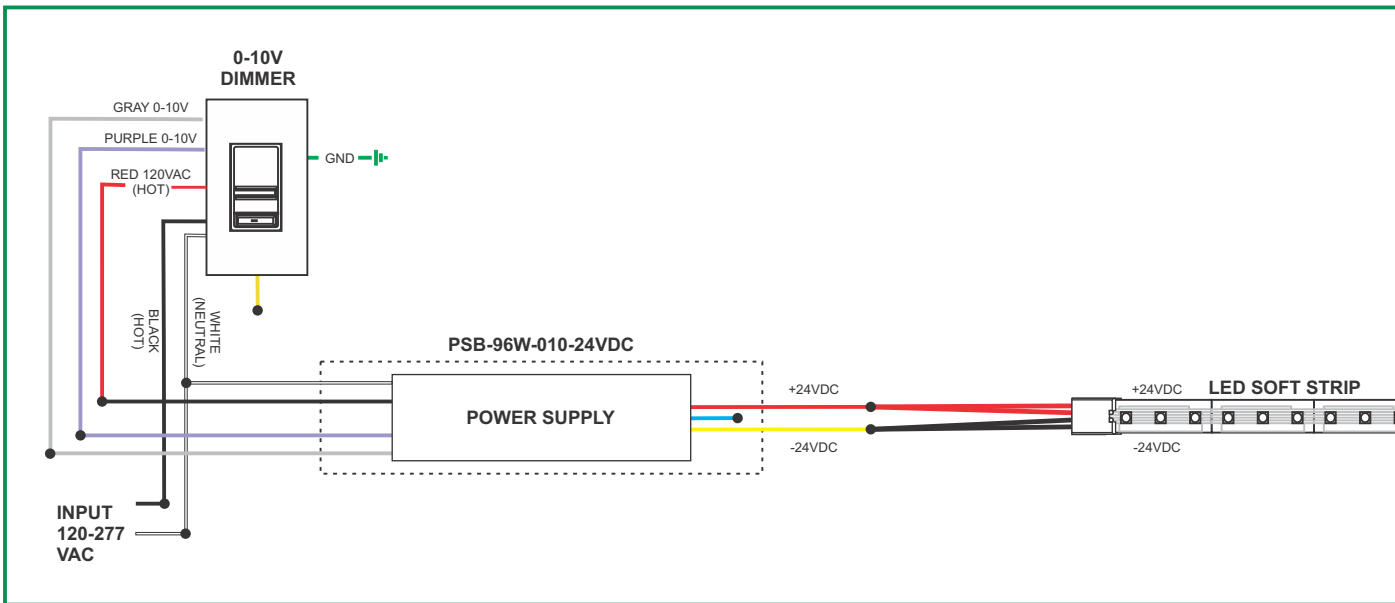 0-10V
DIMMER
GRAY 0-10V
PURPLE 0-10V
RED 120VAC
(HOT)
GND
BLACK
(HOT)
WHITE
(NEUTRAL)
PSB-96W-010-24VDC
POWER SUPPLY
+24VDC
-24VDC
+24VDC
LED SOFT STRIP
-24VDC
INPUT
120-277
VAC